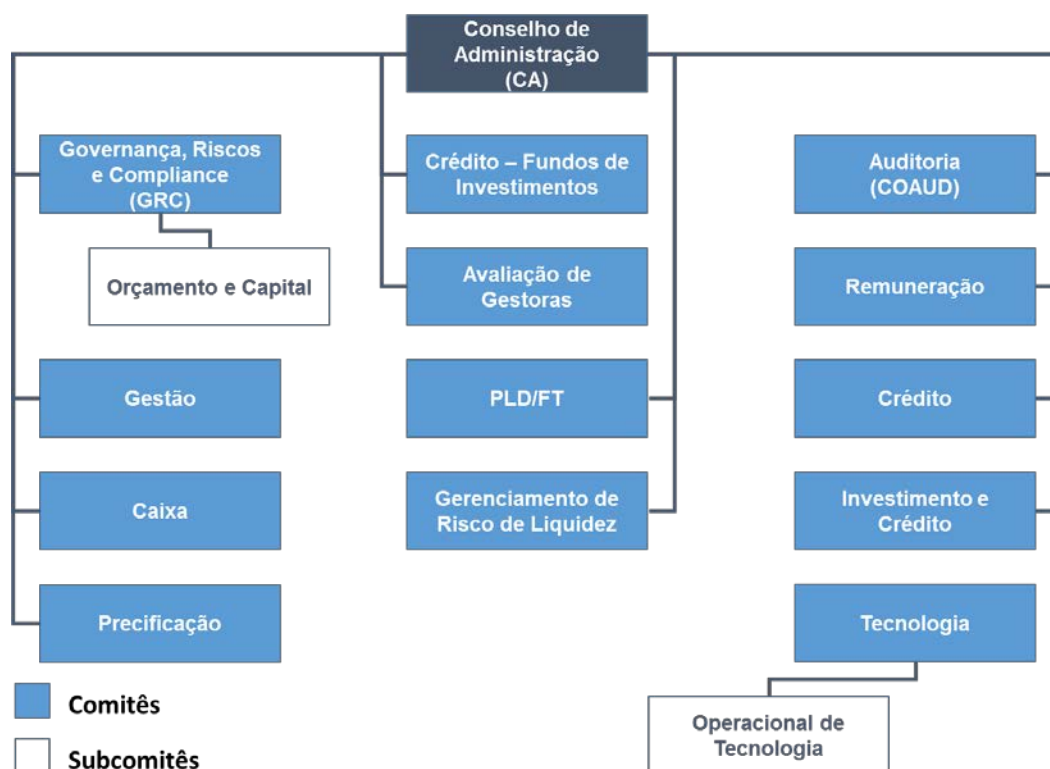 Conselho de
Administração
(CA)
Governança, Riscos
e Compliance
(GRC)
Crédito – Fundos de
Investimentos
Auditoria
(COAUD)
Orçamento e Capital
Avaliação de
Gestoras
Remuneração
Gestão
PLD/FT
Crédito
Caixa
Gerenciamento de
Risco de Liquidez
Investimento e
Crédito
Precificação
Tecnologia
Comitês
Operacional de
Tecnologia
Subcomitês